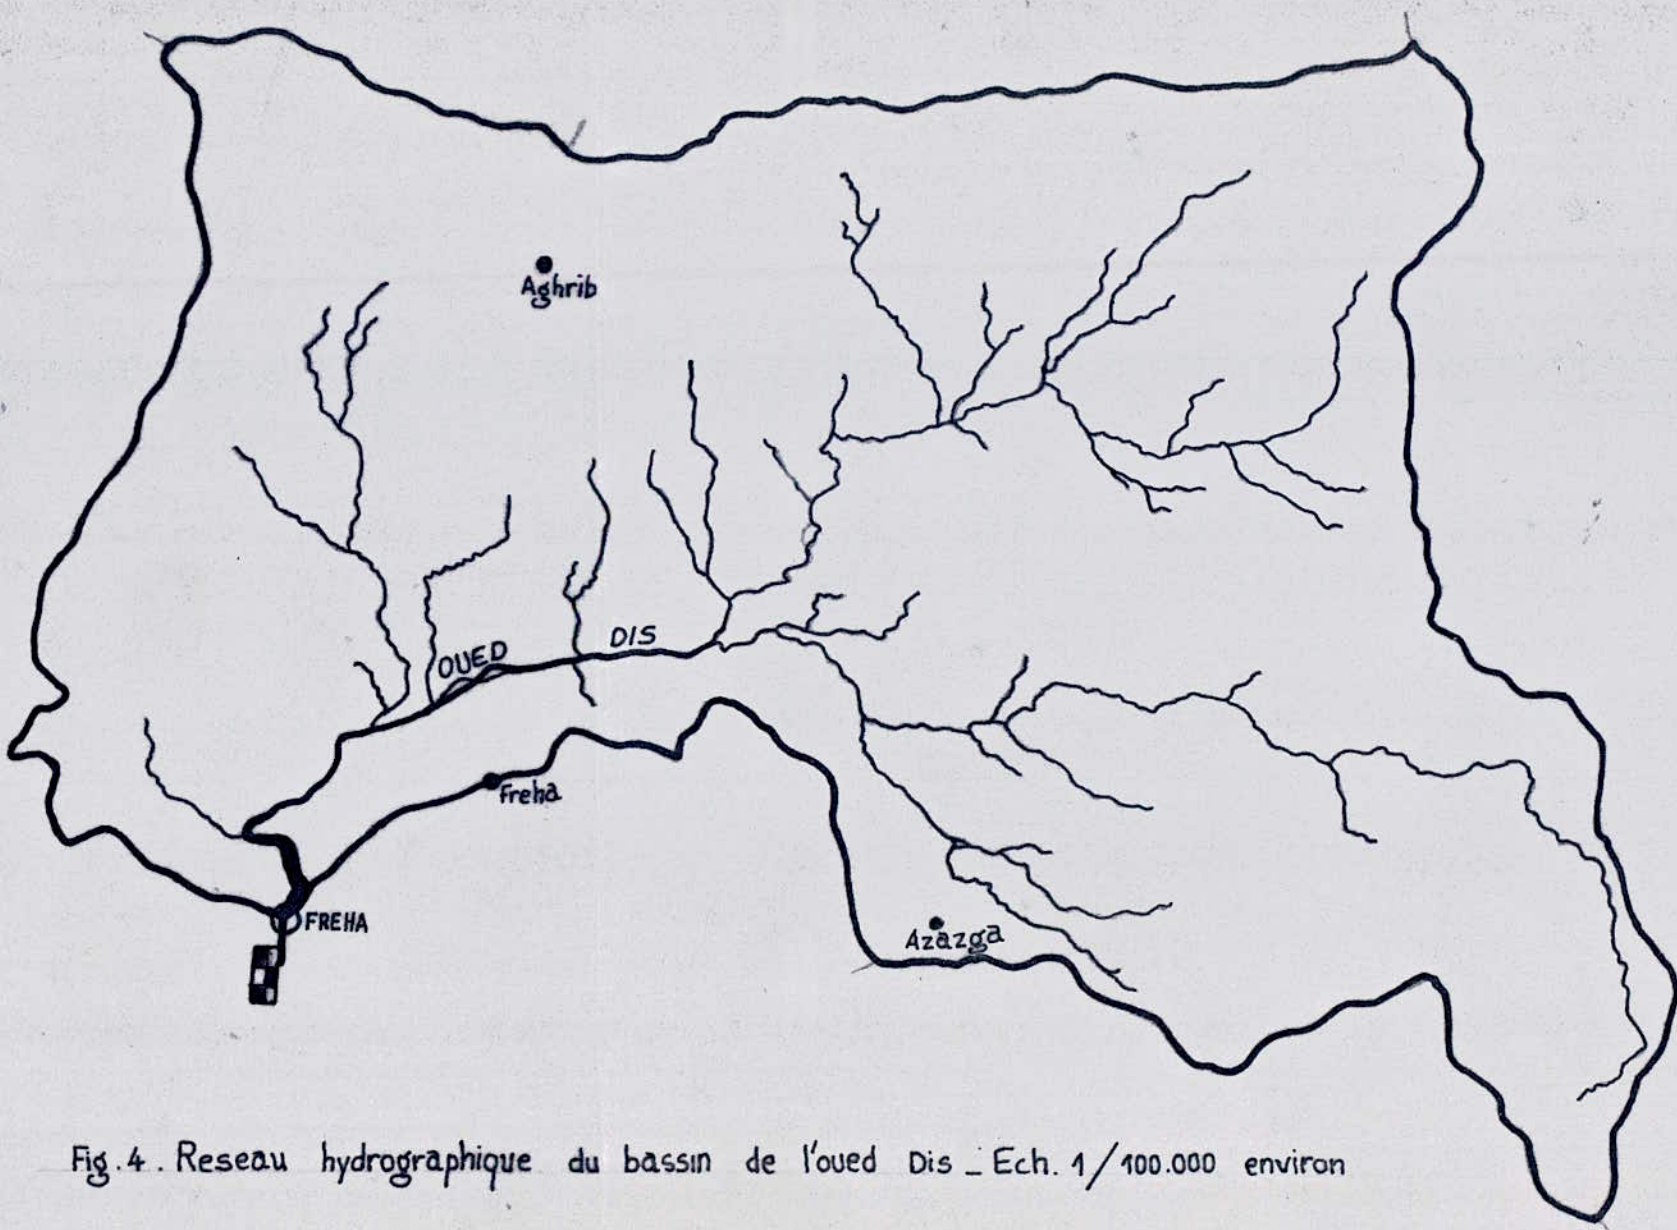 Aghrib
OUED DIS
Freha
FREHA
Azazga
Fig.4. Reseau hydrographique du bassin de l'oued Dis _ Ech. 1/100.000 environ